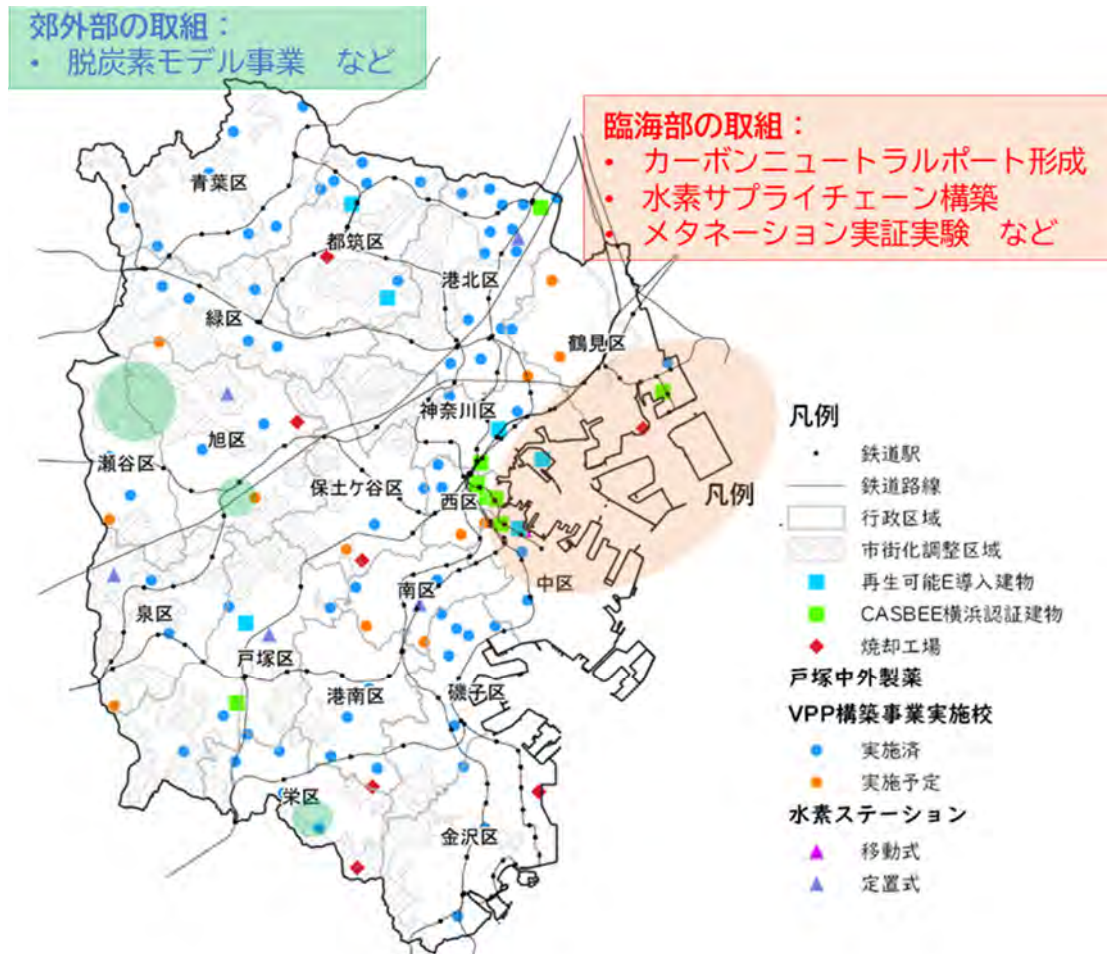 郊外部の取組：
・ 脱炭素モデル事業　など
臨海部の取組：
・ カーボンニュートラルポート形成
・ 水素サプライチェーン構築
・ メタネーション実証実験　など
青葉区
都筑区
港北区
緑区
鶴見区
神奈川区
旭区
瀬谷区
保土ケ谷区
西区
中区
南区
泉区
戸塚区
港南区
磯子区
栄区
金沢区
凡例
凡例
鉄道駅
鉄道路線
行政区域
市街化調整区域
再生可能E導入建物
CASBEE横浜認証建物
焼却工場
戸塚中外製薬
VPP構築事業実施校
実施済
実施予定
水素ステーション
移動式
定置式